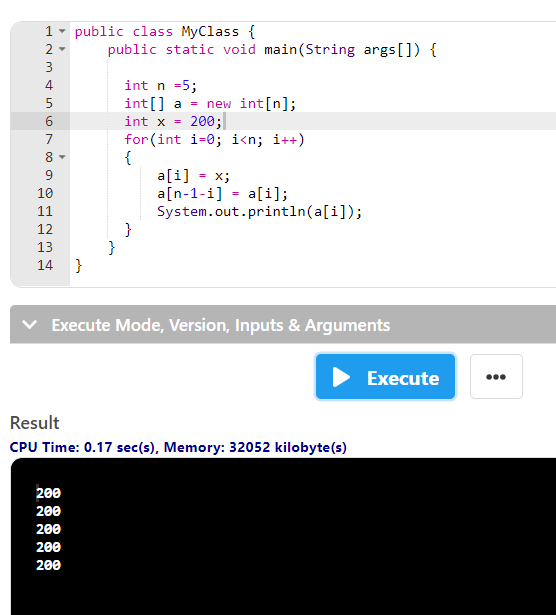 1 public class MyClass {
2 public static void main(String args[]) {
3
4 int n =5;
5 int[] a = new int[n];
6 int x = 200;
7 for(int i=0; i<n; i++)
8 {
9 a[i] = x;
10 a[n-1-i] = a[i];
11 System.out.println(a[i]);
12 }
13 }
14 }
Execute Mode, Version, Inputs & Arguments
Execute
Result
CPU Time: 0.17 sec(s), Memory: 32052 kilobyte(s)
200
200
200
200
200